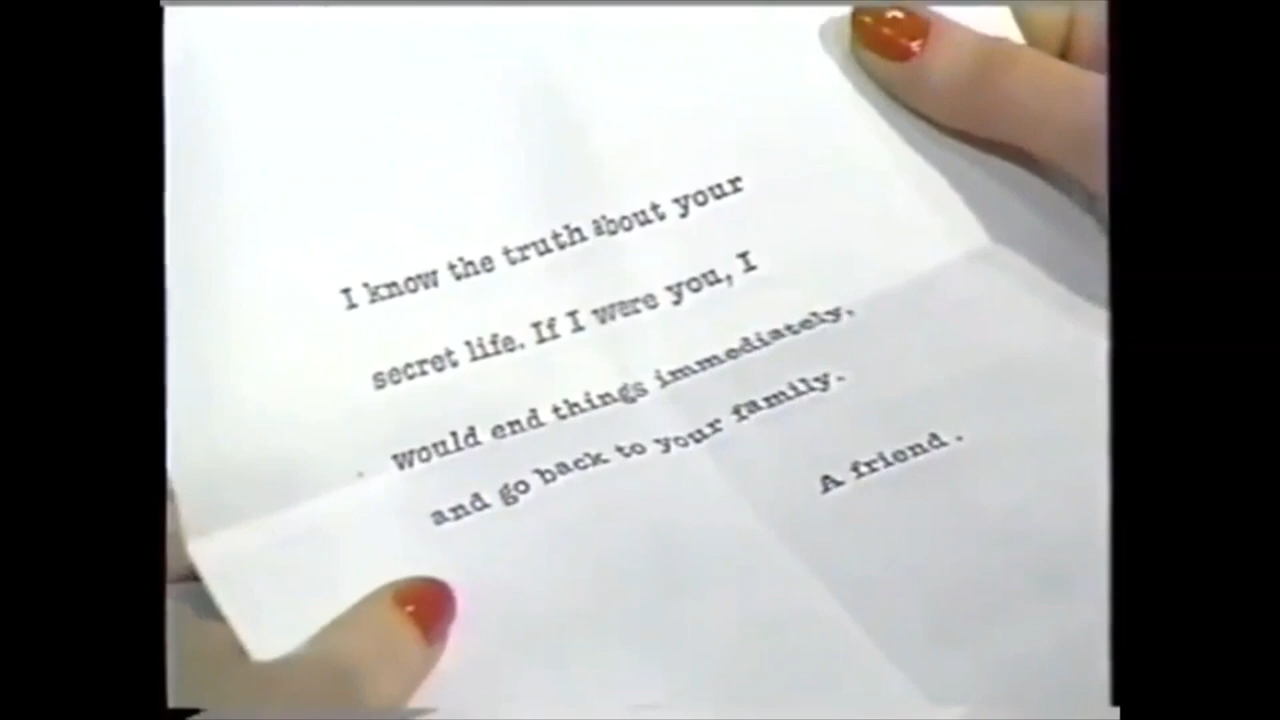 I know the truth about your
secret life. If I were you, I
would end things immediately,
and go back to your family.
A friend.